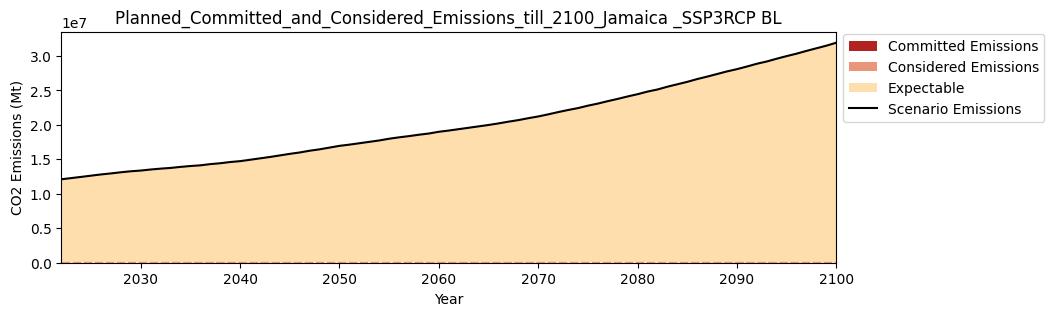 Planned_Committed_and_Considered_Emissions_till_2100_Jamaica _SSP3RCP BL
1e7
3.0
2.5
2.0
1.5
1.0
0.5
0.0
CO2 Emissions (Mt)
2030 2040 2050 2060 2070 2080 2090 2100
Year
Committed Emissions
Considered Emissions
Expectable
Scenario Emissions